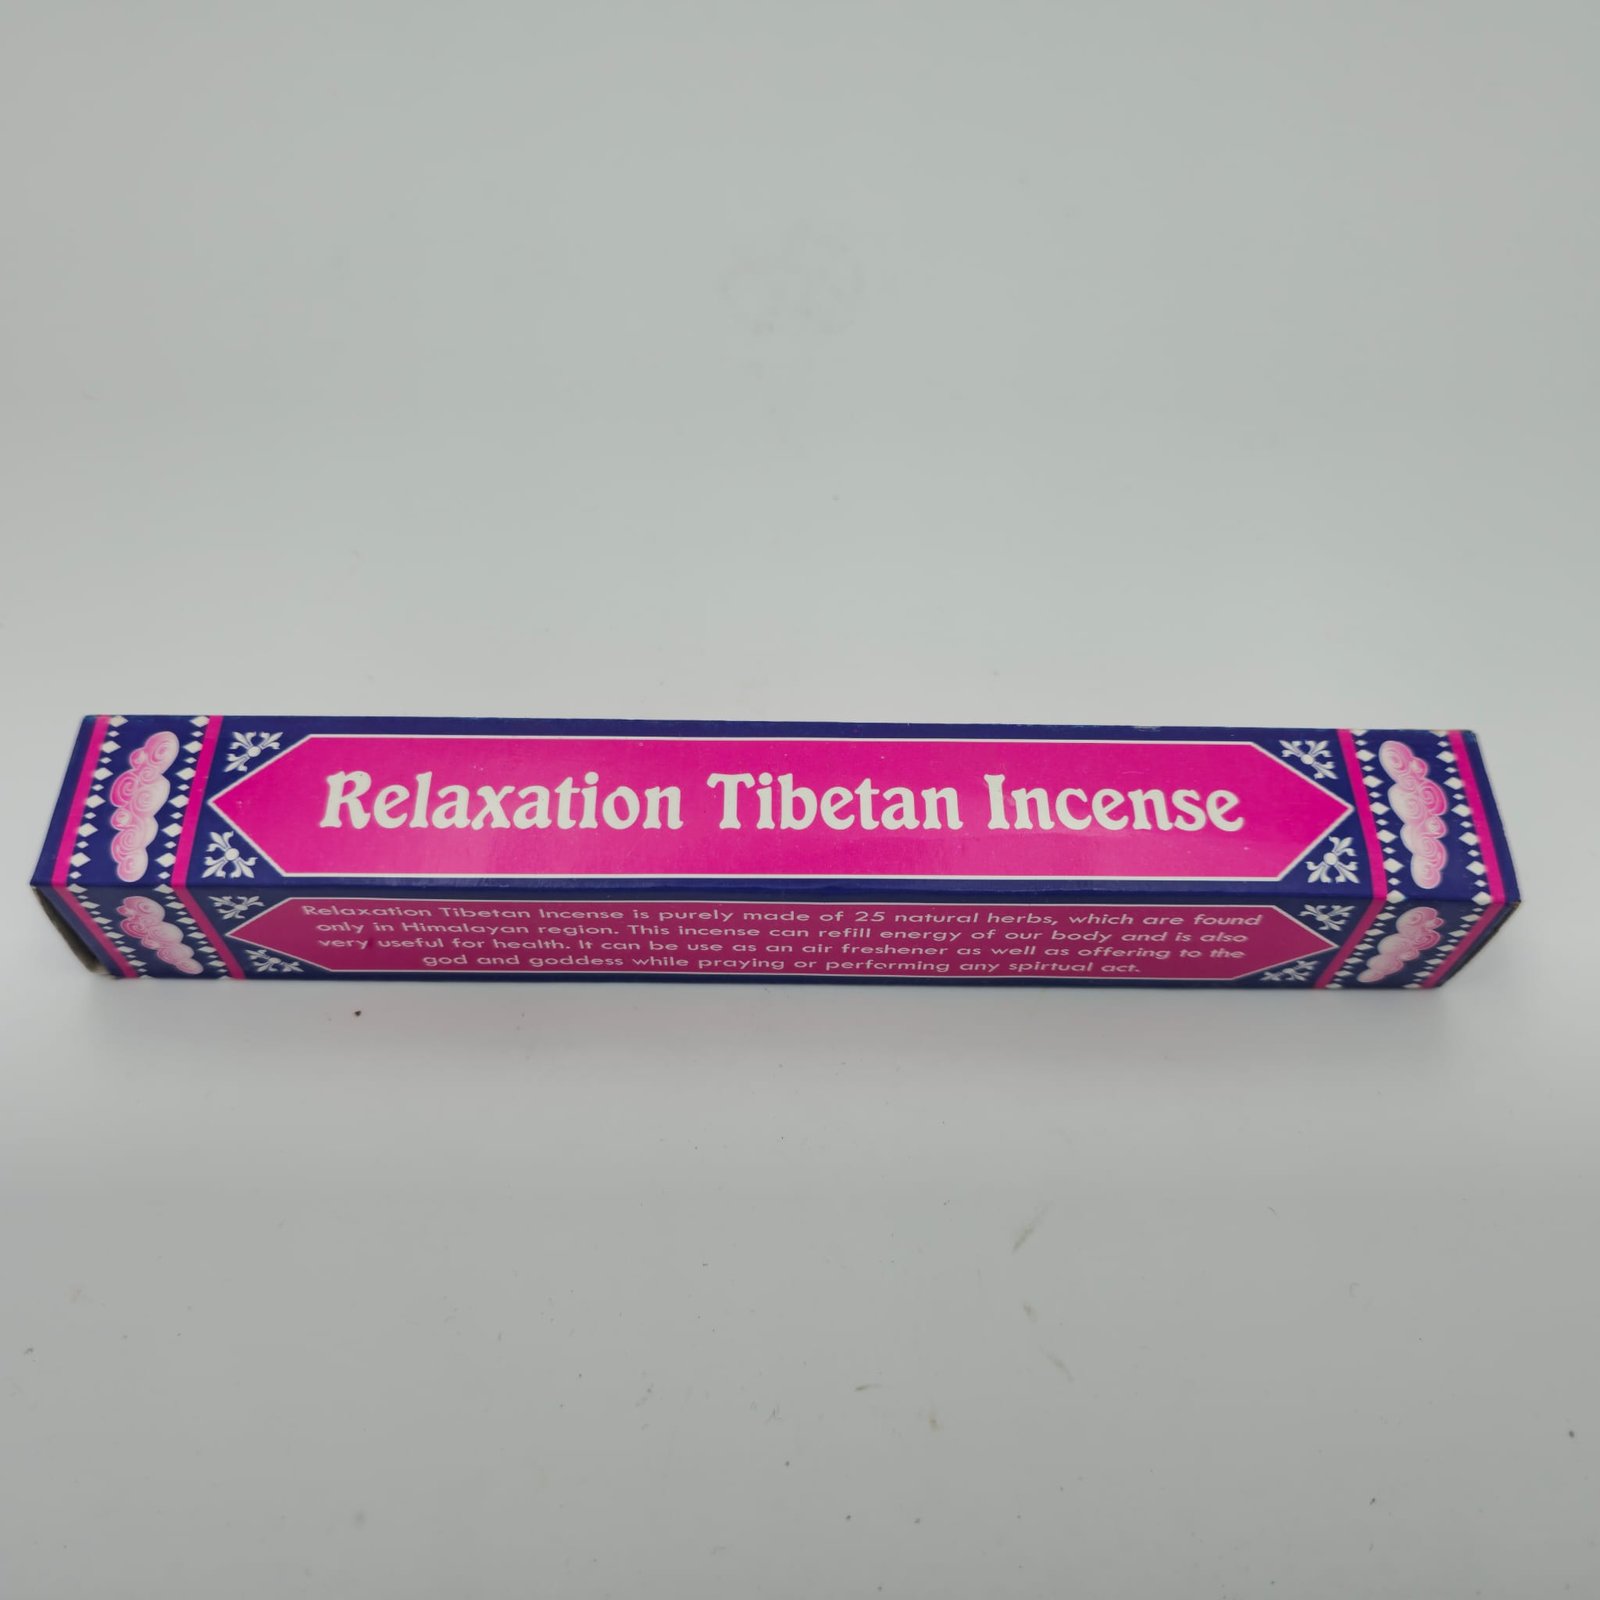 Relaxation Tibetan Incense
Relaxation Tibetan Incense is purely made of 25 natural herbs, which are found
only in Himalayan region. This incense can refill energy of our body and is also
very useful for health. It can be use as an air freshener as well as offering to the
god and goddess while praying or performing any spirtual act.